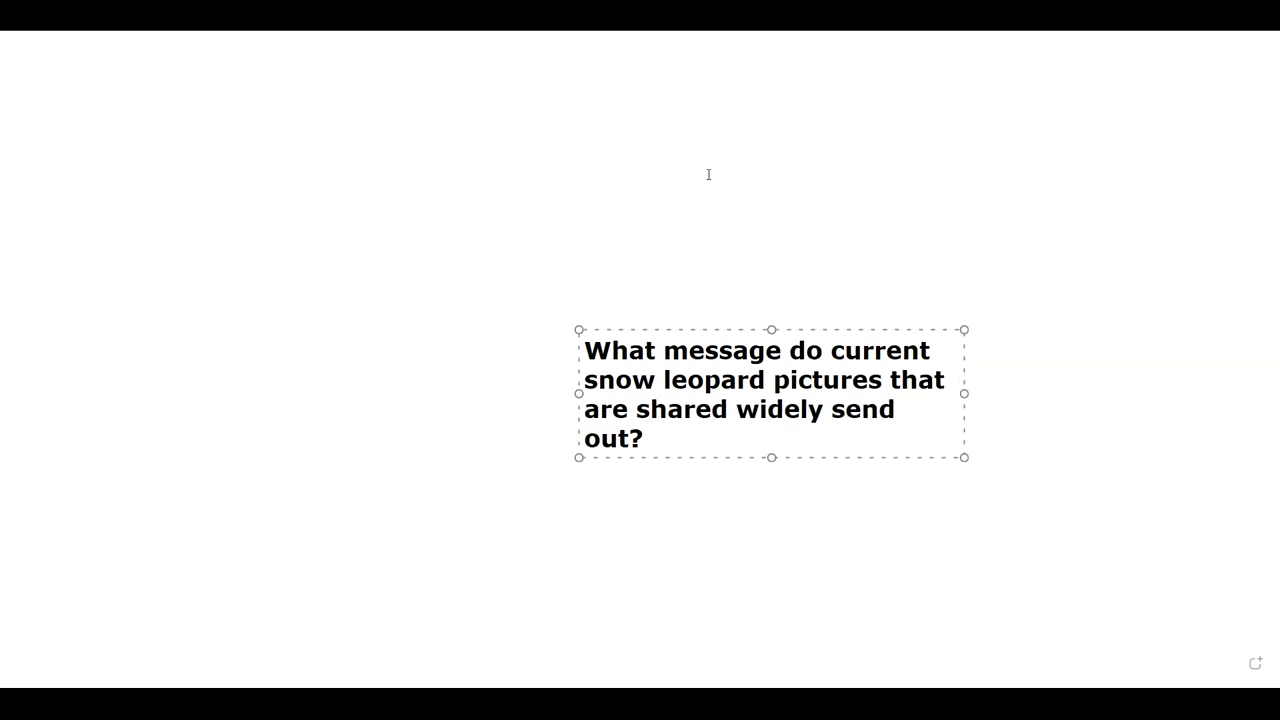 What message do current
snow leopard pictures that
are shared widely send
out?